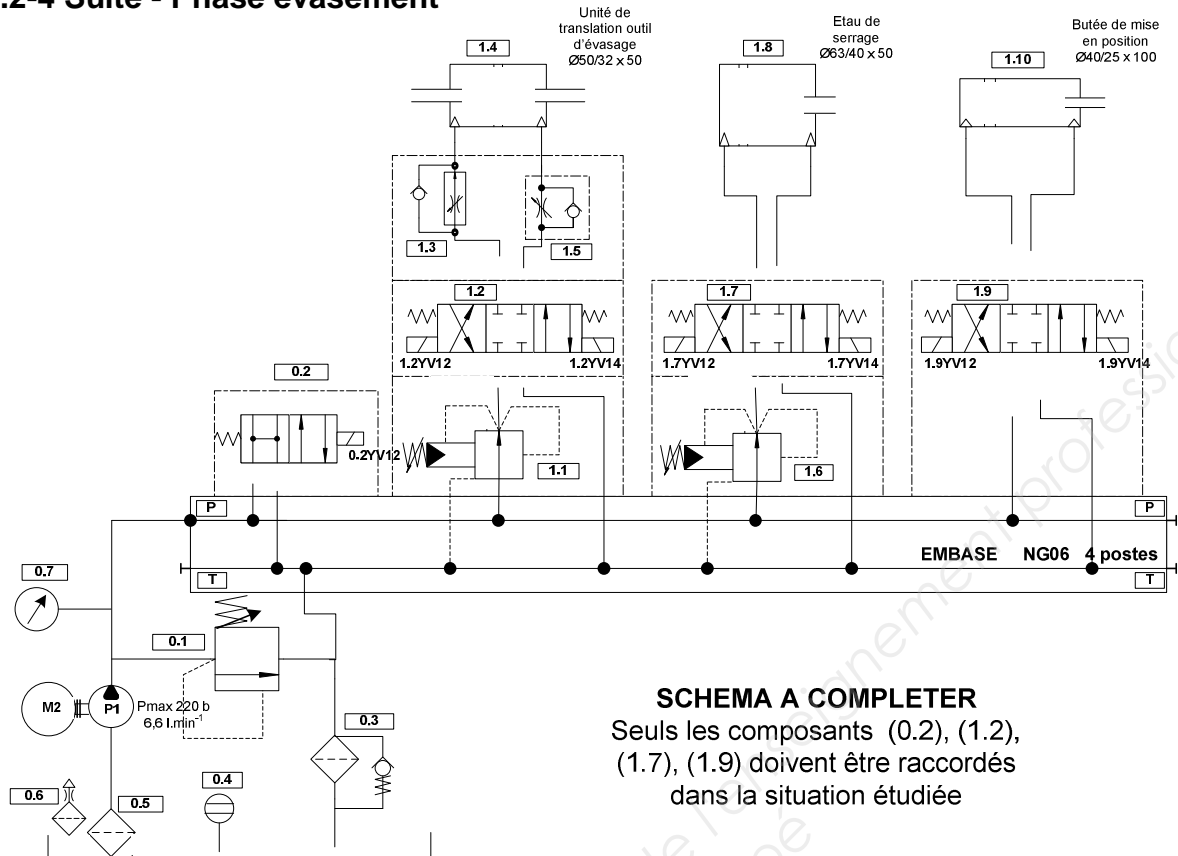 .2-4 Suite - Phase évasement
Unité de
translation outil
d'évasage
Ø50/32 x 50
1.4
Etau de
serrage
Ø63/40 x 50
1.8
Butée de mise
en position
Ø40/25 x 100
1.10
1.3
1.5
1.2
1.2YV12
1.2YV14
1.7
1.7YV12
1.7YV14
1.9
1.9YV12
1.9YV14
0.2
0.2YV12
1.1
1.6
P
P
EMBASE NG06 4 postes
T
T
0.7
0.1
M2
P1
Pmax 220 b
6,6 l.min-1
0.3
0.4
0.6
0.5
SCHEMA A COMPLETER
Seuls les composants (0.2), (1.2),
(1.7), (1.9) doivent être raccordés
dans la situation étudiée
de l'enseignement professi